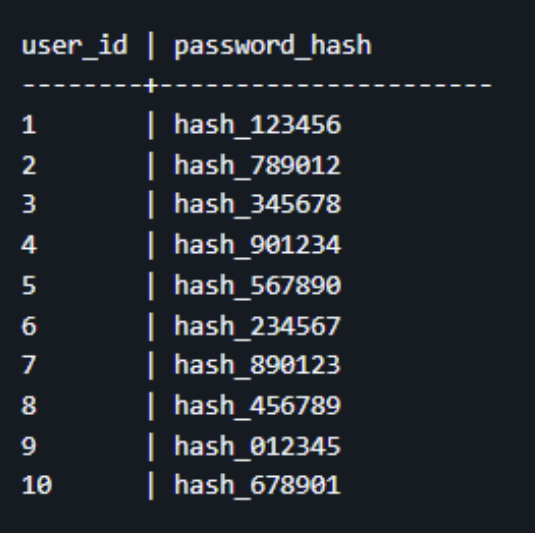 user_id | password_hash
--------+----------------------
1       | hash_123456
2       | hash_789012
3       | hash_345678
4       | hash_901234
5       | hash_567890
6       | hash_234567
7       | hash_890123
8       | hash_456789
9       | hash_012345
10      | hash_678901